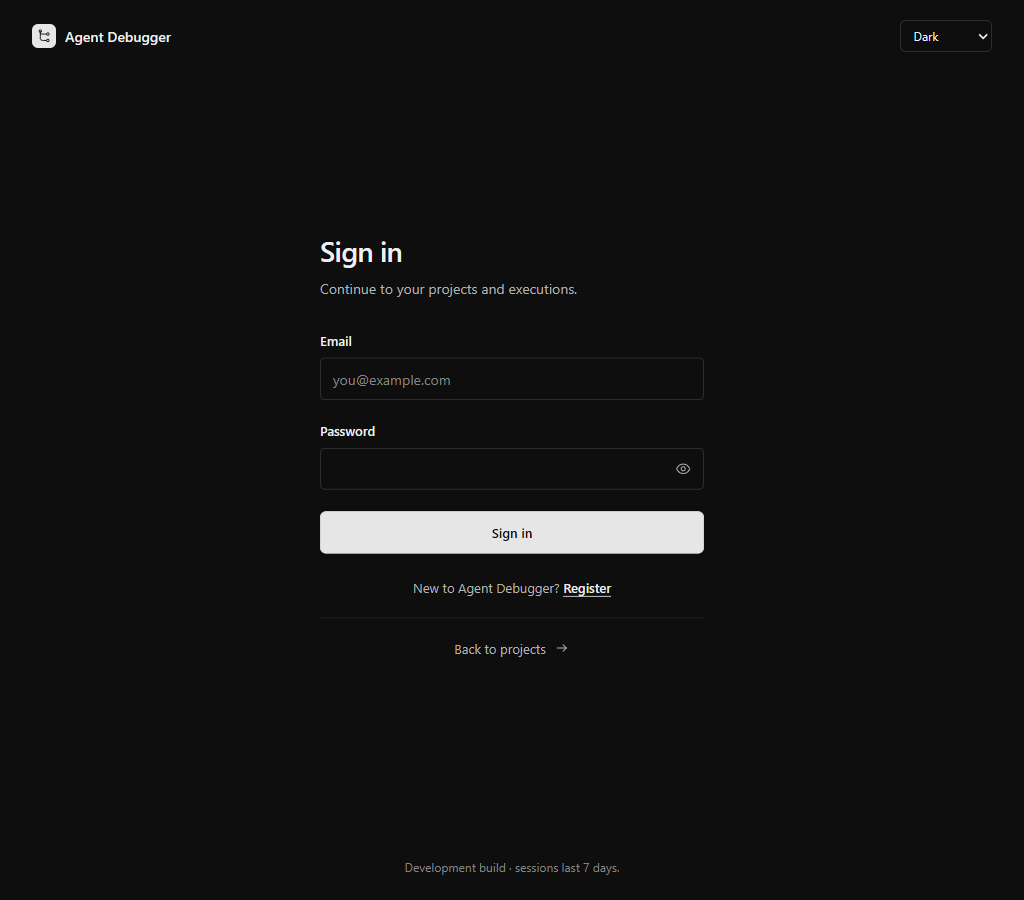 Agent Debugger
Dark
Sign in
Continue to your projects and executions.
Email
you@example.com
Password
Sign in
New to Agent Debugger? Register
Back to projects →
Development build · sessions last 7 days.